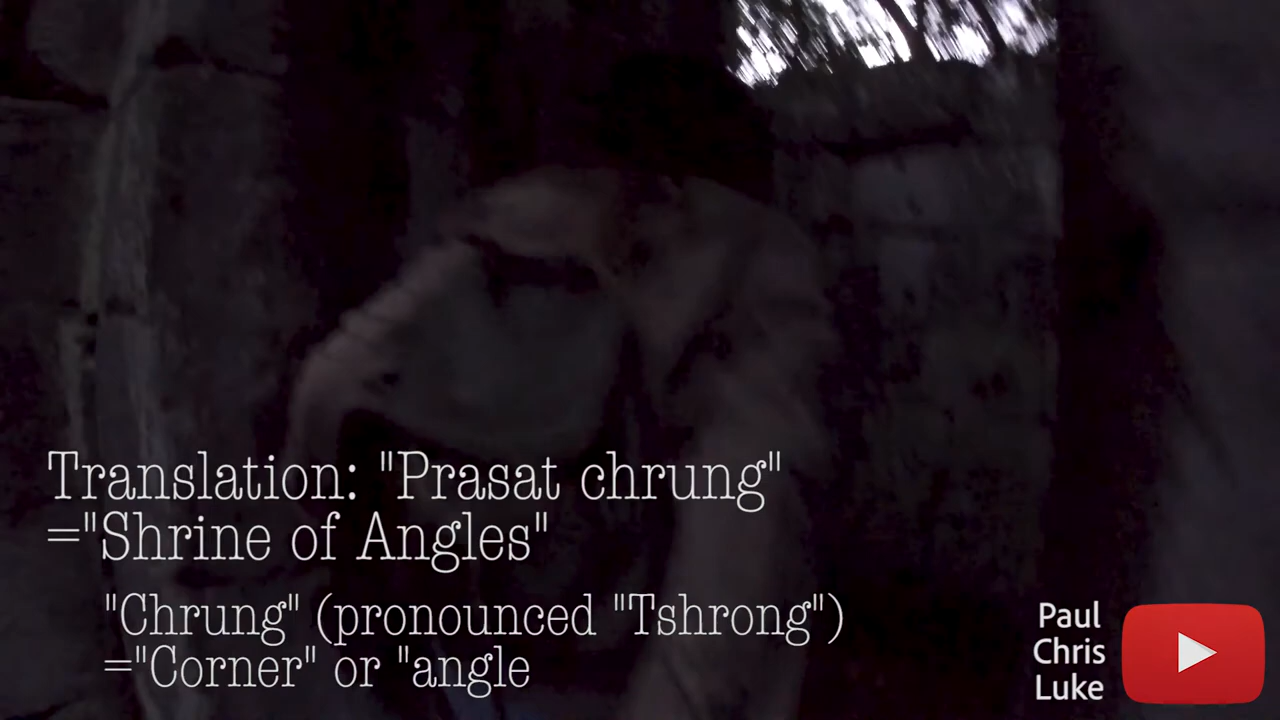 Translation: "Prasat chrung"
="Shrine of Angles"
"Chrung" (pronounced "Tshrong")
="Corner" or "angle
Paul
Chris
Luke